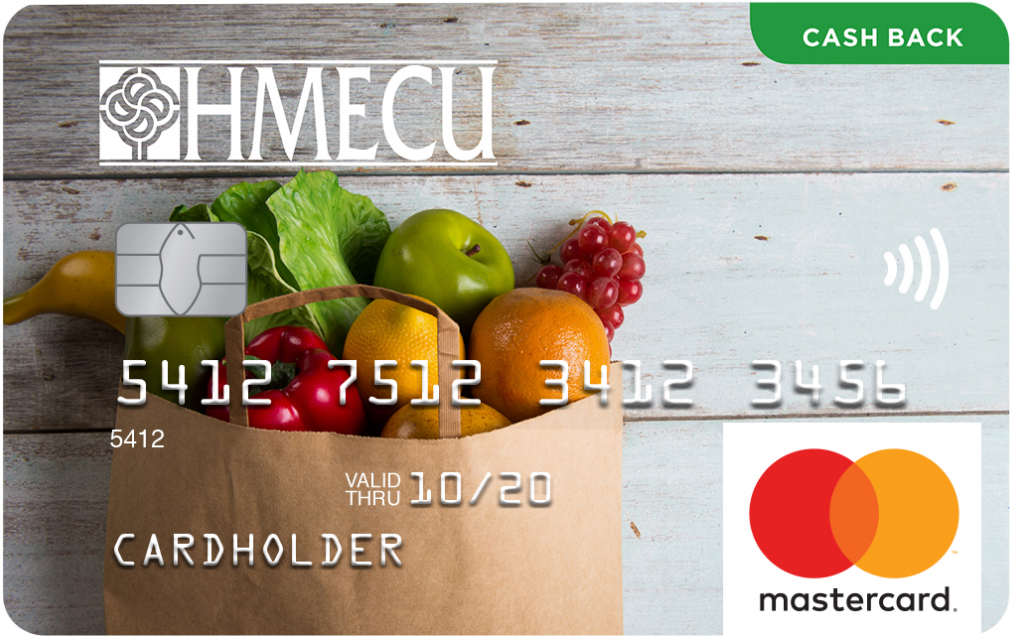 CASH BACK
HMECU
5412 7512 3412 3456
5412
VALID
THRU 10/20
CARDHOLDER
mastercard.